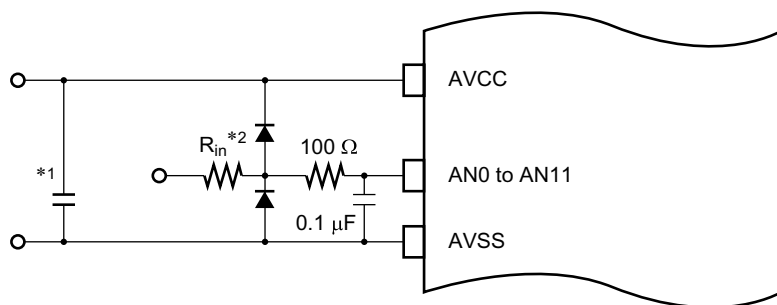 AVCC
R_in*2
100 Ω
*1
AN0 to AN11
0.1 μF
AVSS